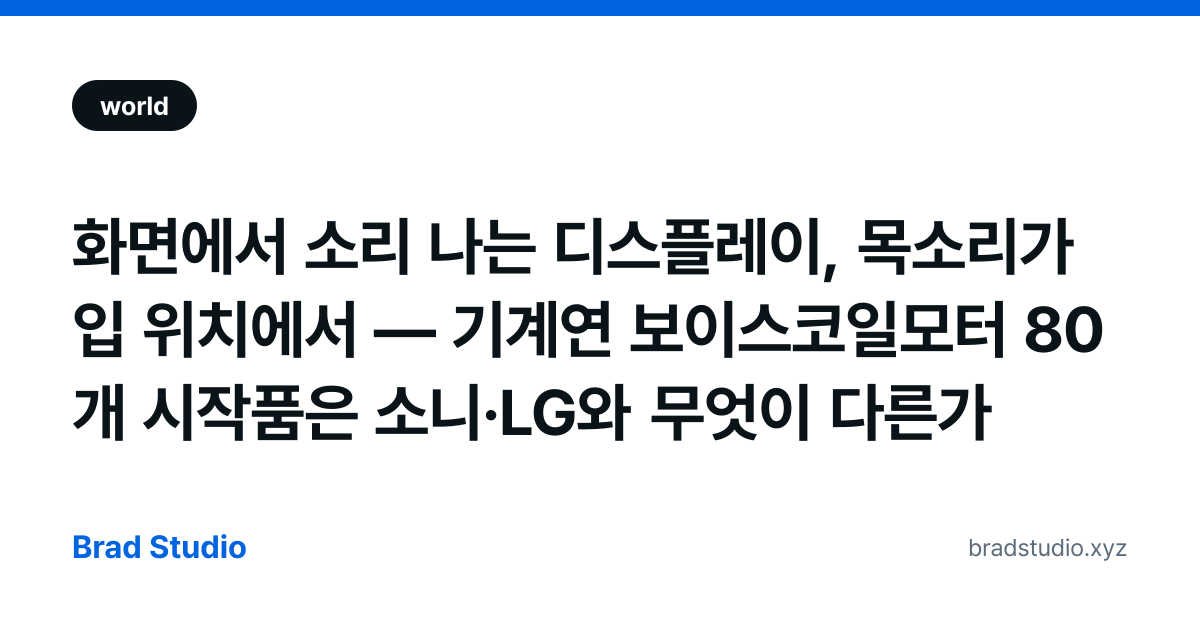 world
화면에서 소리 나는 디스플레이, 목소리가
입 위치에서 — 기계연 보이스코일모터 80
개 시작품은 소니·LG와 무엇이 다른가
Brad Studio
bradstudio.xyz